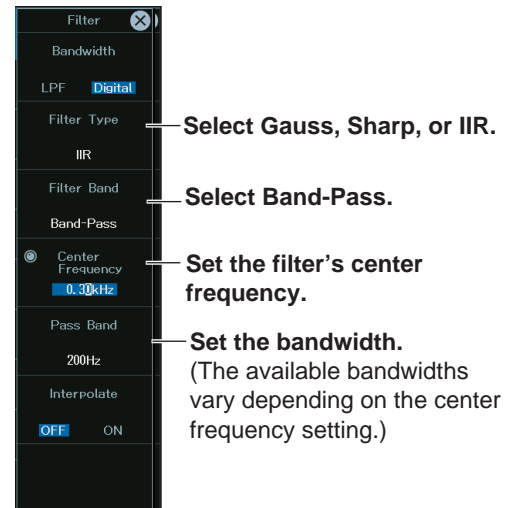 Filter
Bandwidth
LPF Digital
Filter Type
IIR
Select Gauss, Sharp, or IIR.
Filter Band
Band-Pass
Select Band-Pass.
Center
Frequency
0.30kHz
Set the filter's center
frequency.
Pass Band
200Hz
Set the bandwidth.
(The available bandwidths
vary depending on the center
frequency setting.)
Interpolate
OFF ON